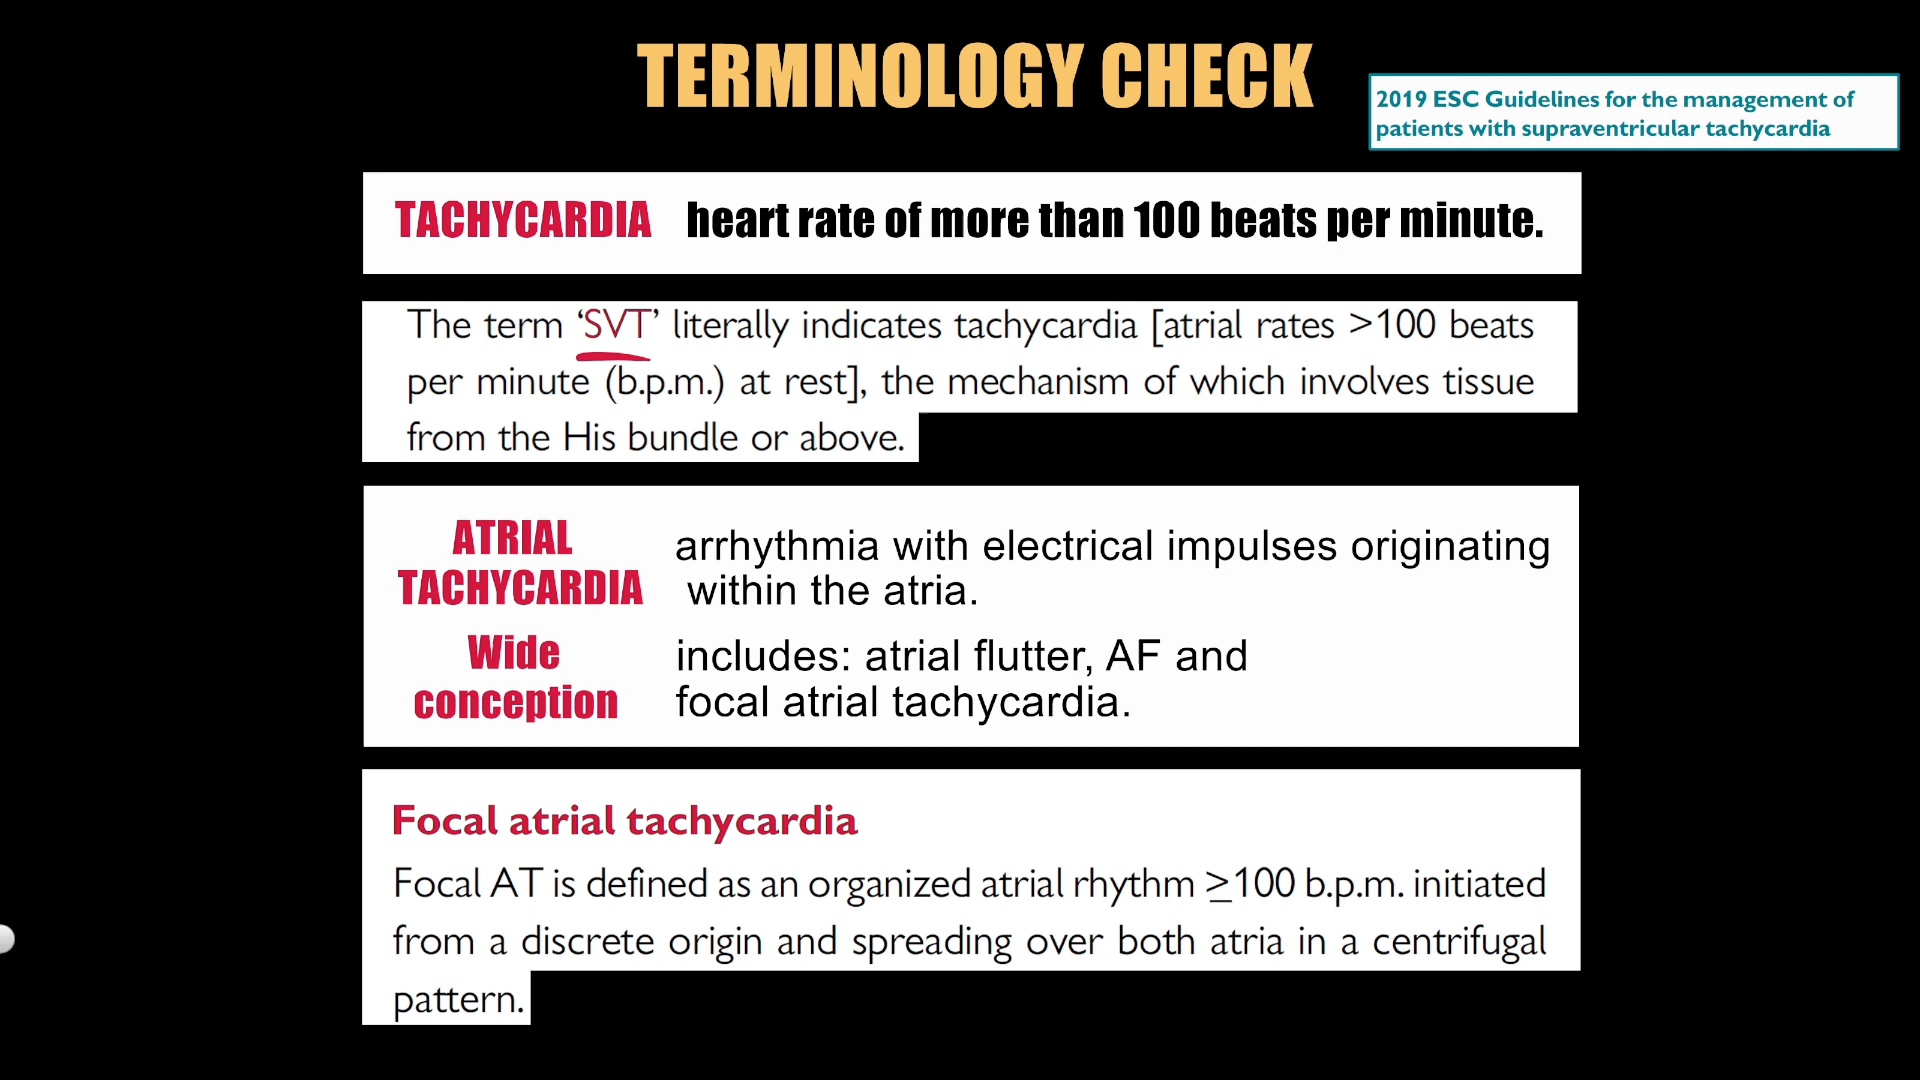 TERMINOLOGY CHECK
2019 ESC Guidelines for the management of
patients with supraventricular tachycardia
TACHYCARDIA heart rate of more than 100 beats per minute.
The term ‘SVT’ literally indicates tachycardia [atrial rates >100 beats
per minute (b.p.m.) at rest], the mechanism of which involves tissue
from the His bundle or above.
ATRIAL
TACHYCARDIA
arrhythmia with electrical impulses originating
within the atria.
Wide
conception
includes: atrial flutter, AF and
focal atrial tachycardia.
Focal atrial tachycardia
Focal AT is defined as an organized atrial rhythm ≥100 b.p.m. initiated
from a discrete origin and spreading over both atria in a centrifugal
pattern.